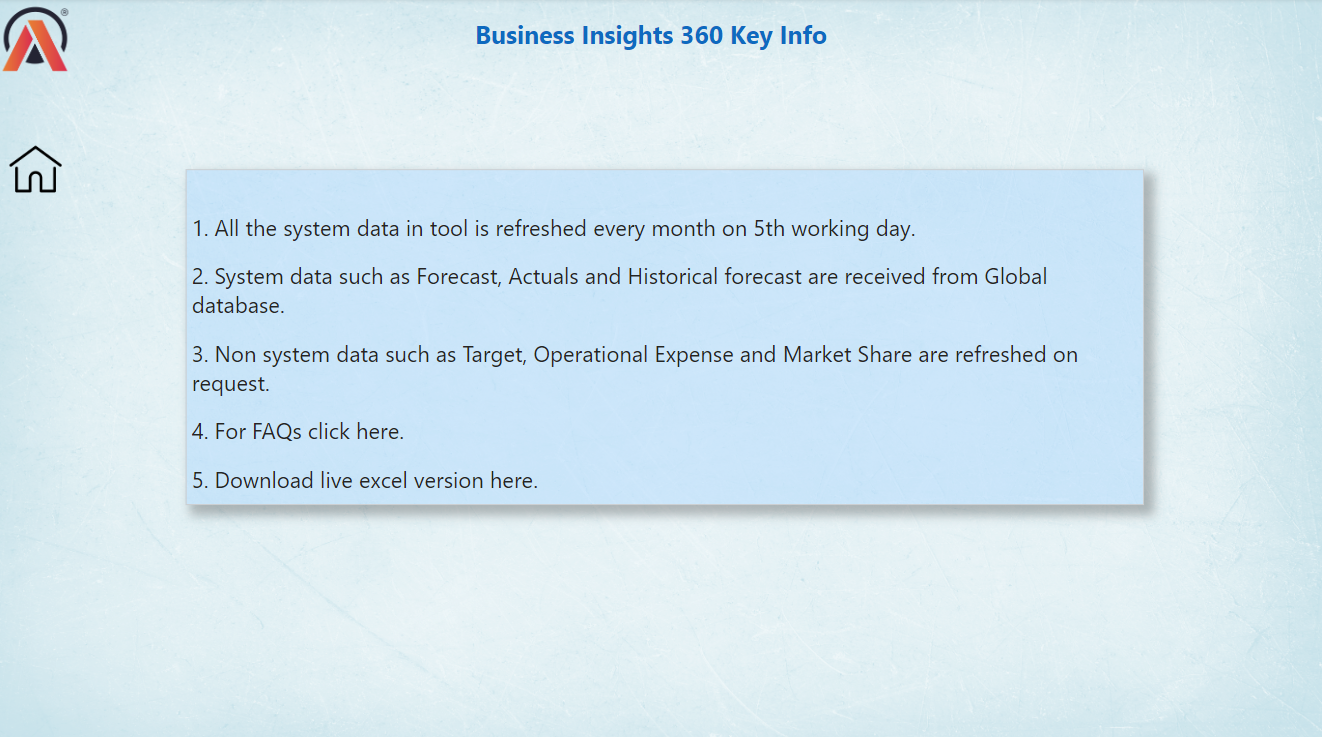 Business Insights 360 Key Info
1. All the system data in tool is refreshed every month on 5th working day.
2. System data such as Forecast, Actuals and Historical forecast are received from Global
database.
3. Non system data such as Target, Operational Expense and Market Share are refreshed on
request.
4. For FAQs click here.
5. Download live excel version here.